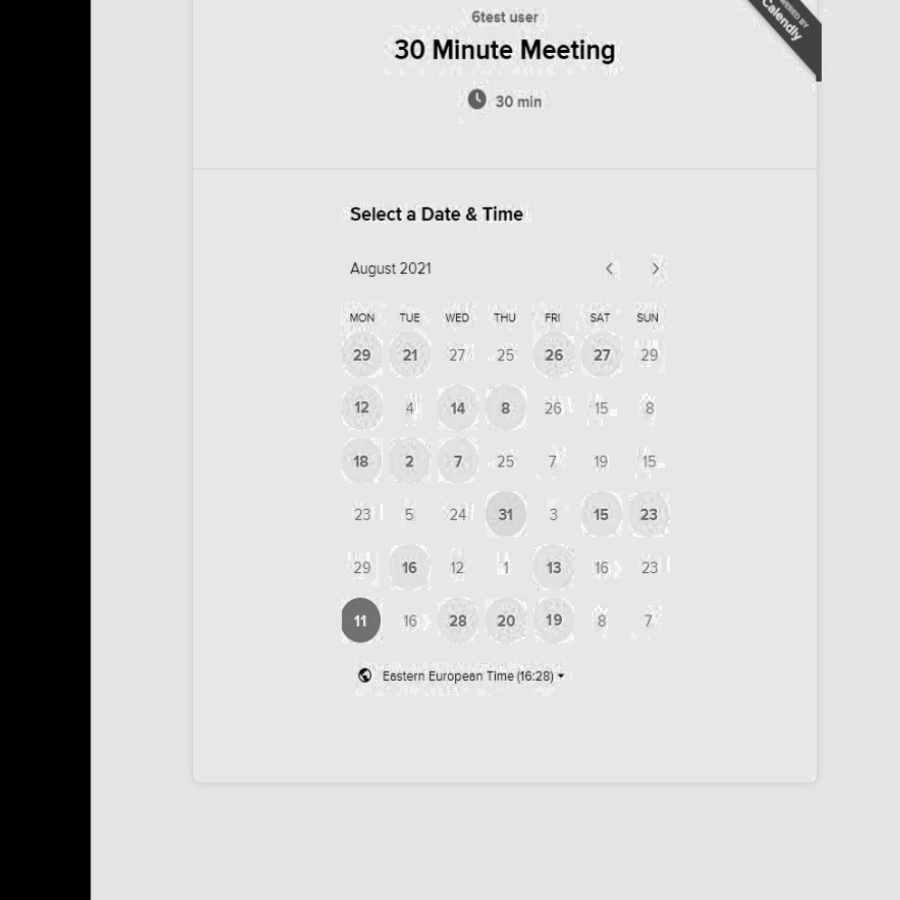 6test user
POWERED BY
Calendly
30 Minute Meeting
30 min
Select a Date & Time
August 2021
MON TUE WED THU FRI SAT SUN
29 21 27 25 26 27 29
12 4 14 8 26 15 8
18 2 7 25 7 19 15
23 5 24 31 3 15 23
29 16 12 1 13 16 23
11 16 28 20 19 8 7
Eastern European Time (16:28)